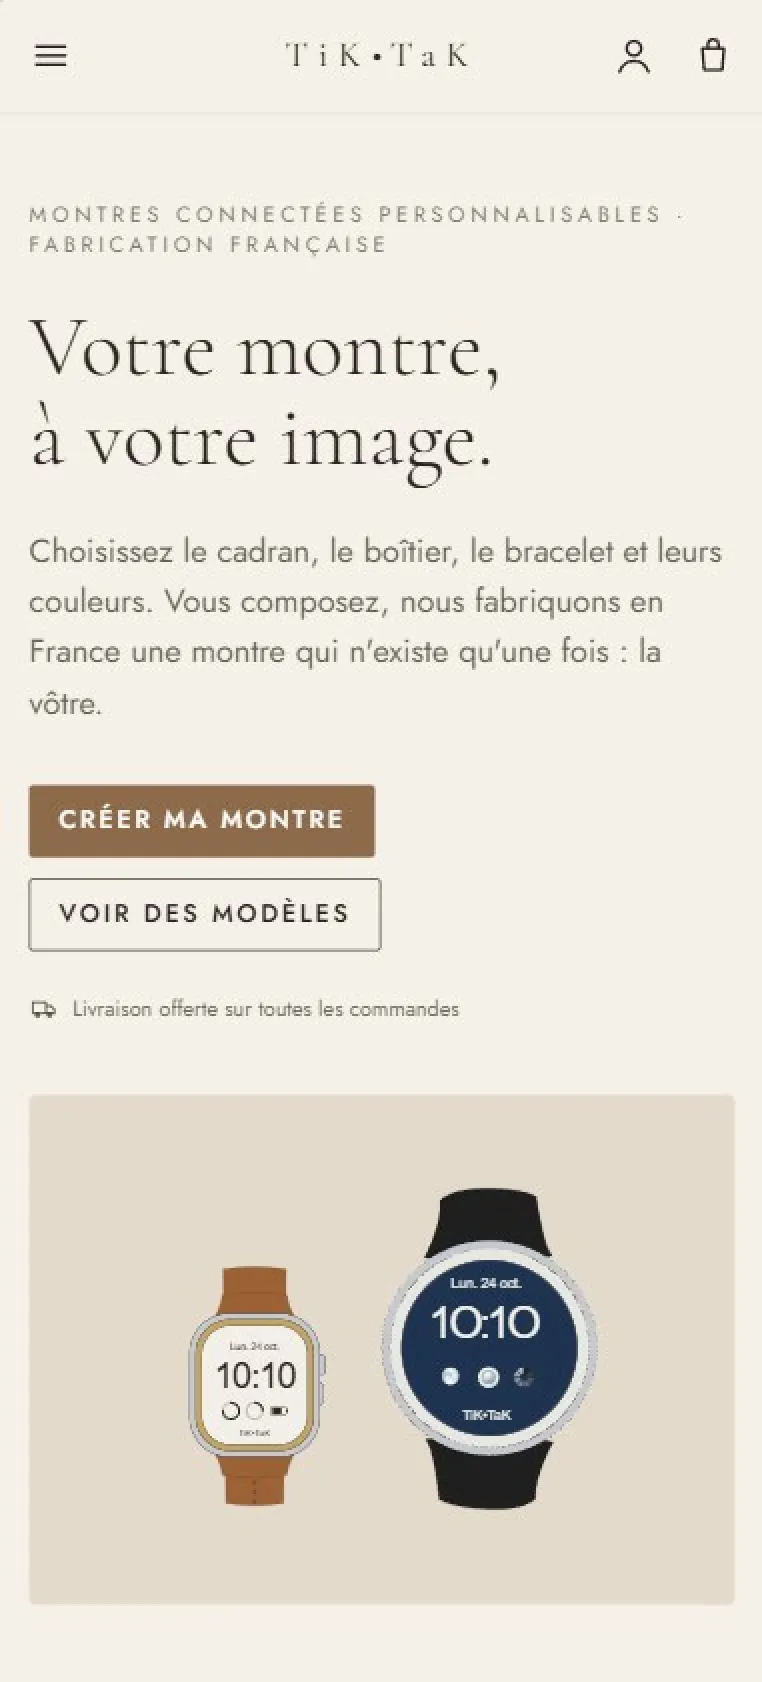 TiK•TaK
MONTRES CONNECTÉES PERSONNALISABLES ·
FABRICATION FRANÇAISE
Votre montre,
à votre image.
Choisissez le cadran, le boîtier, le bracelet et leurs
couleurs. Vous composez, nous fabriquons en
France une montre qui n'existe qu'une fois : la
vôtre.
CRÉER MA MONTRE
VOIR DES MODÈLES
Livraison offerte sur toutes les commandes
Lun. 24 oct.
10:10
TiK•TaK
Lun. 24 oct.
10:10
TiK•TaK